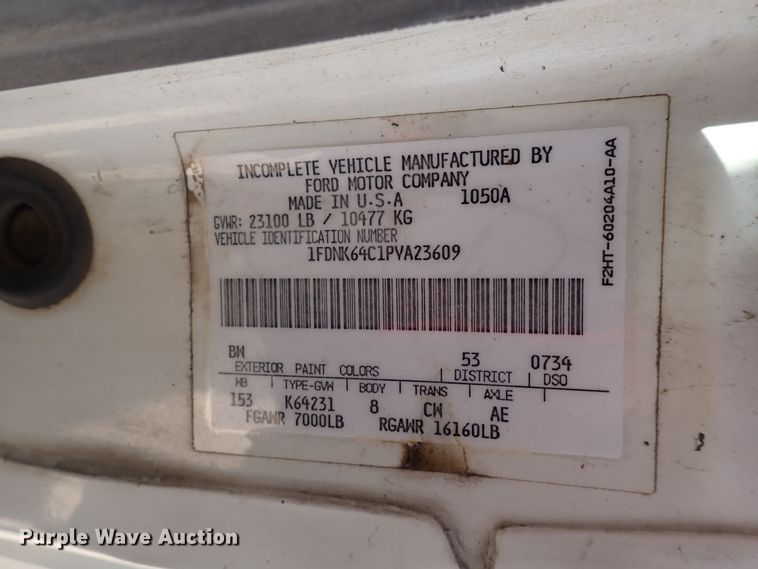 INCOMPLETE VEHICLE MANUFACTURED BY
FORD MOTOR COMPANY
MADE IN U.S.A 1050A
GVWR: 23100 LB / 10477 KG
VEHICLE IDENTIFICATION NUMBER
1FDNK64C1PVA23609
BW 53 0734
EXTERIOR PAINT COLORS DISTRICT DSO
WB TYPE-GVW BODY TRANS AXLE
153 K64231 8 CW AE
FGAWR 7000LB RGAWR 16160LB
F2HT-60204A10-AA
Purple Wave Auction